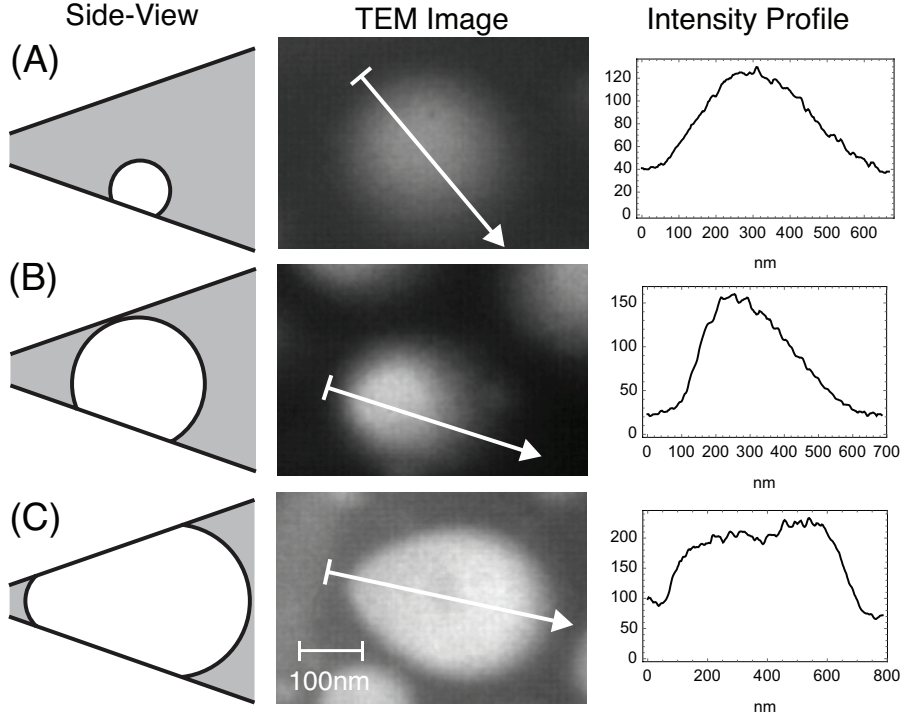 Side-View
TEM Image
Intensity Profile
(A)
120
100
80
60
40
20
0
0 100 200 300 400 500 600
nm
(B)
150
100
50
0
0 100 200 300 400 500 600 700
nm
(C)
100nm
200
150
100
50
0
0 200 400 600 800
nm